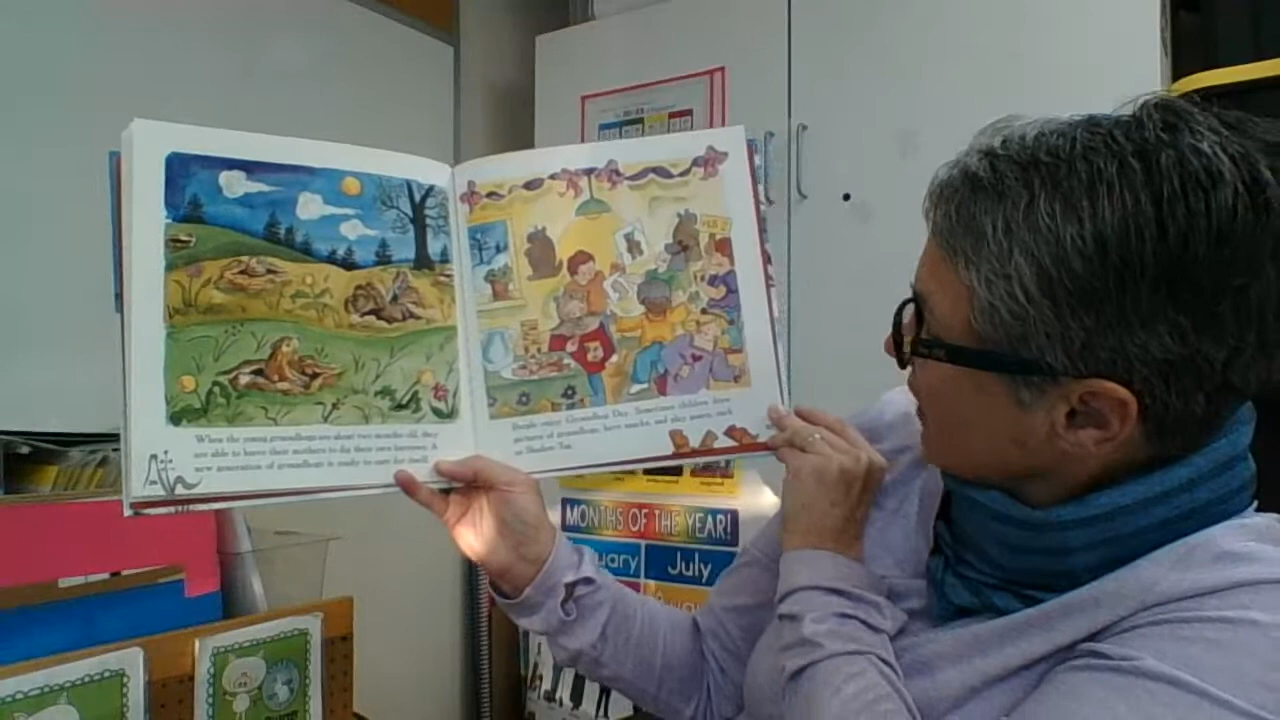 When the young groundhogs are about two months old, they
are able to leave their mothers to dig their own burrows. A
new generation of groundhogs is ready to care for itself.
People enjoy Groundhog Day. Sometimes children draw
pictures of groundhogs, have snacks, and play games, such
as Shadow Tag.
MONTHS OF THE YEAR!
uary
July